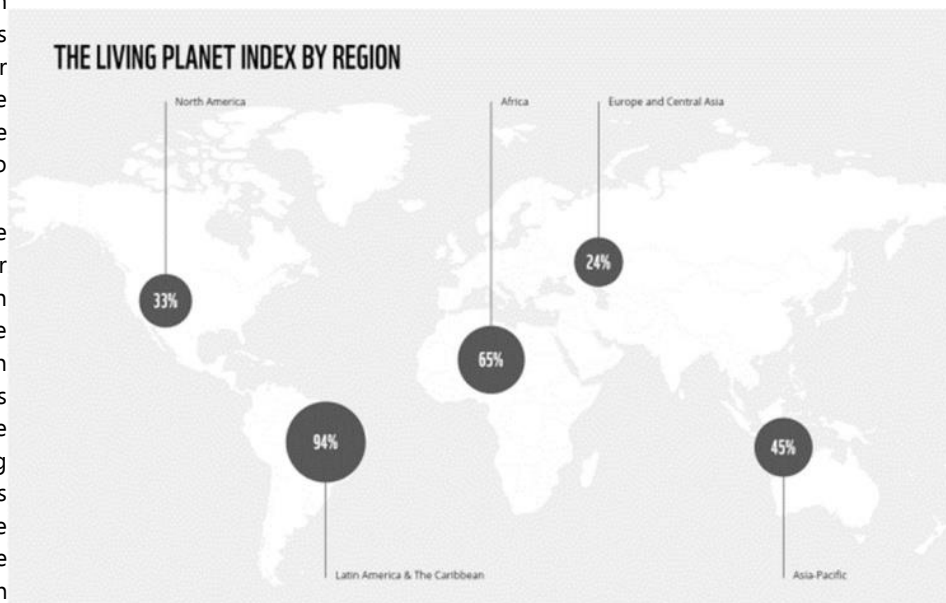 THE LIVING PLANET INDEX BY REGION
North America
Africa
Europe and Central Asia
24%
33%
65%
94%
45%
Latin America & The Caribbean
Asia-Pacific